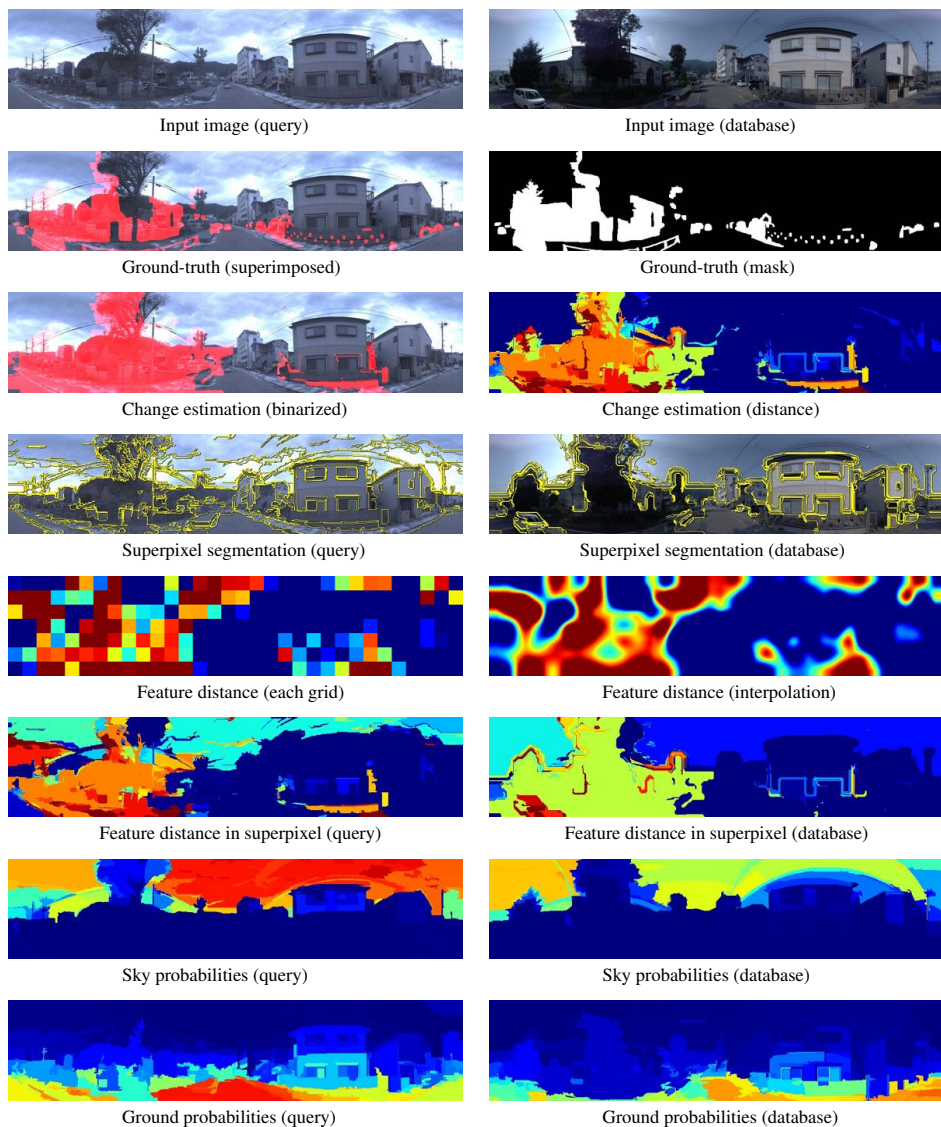 Input image (query)
Input image (database)
Ground-truth (superimposed)
Ground-truth (mask)
Change estimation (binarized)
Change estimation (distance)
Superpixel segmentation (query)
Superpixel segmentation (database)
Feature distance (each grid)
Feature distance (interpolation)
Feature distance in superpixel (query)
Feature distance in superpixel (database)
Sky probabilities (query)
Sky probabilities (database)
Ground probabilities (query)
Ground probabilities (database)